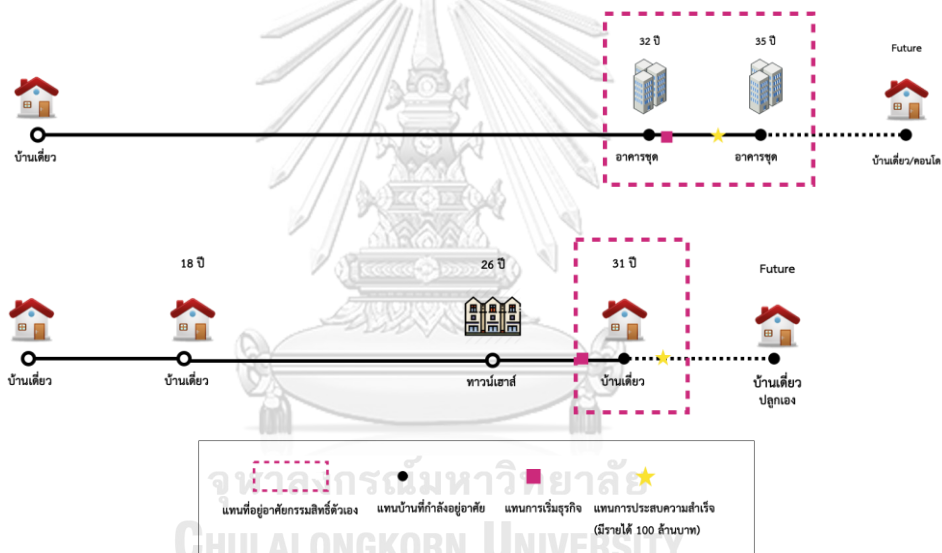 32 ปี 35 ปี Future
บ้านเดี่ยว อาคารชุด อาคารชุด บ้านเดี่ยว/คอนโด
18 ปี 26 ปี 31 ปี Future
บ้านเดี่ยว บ้านเดี่ยว ทาวน์เฮาส์ บ้านเดี่ยว บ้านเดี่ยว
ปลูกเอง
จุฬาลงกรณ์มหาวิทยาลัย
แทนที่อยู่อาศัยกรรมสิทธิ์ตัวเอง แทนบ้านที่กำลังอยู่อาศัย แทนการเริ่มธุรกิจ แทนการประสบความสำเร็จ
(มีรายได้ 100 ล้านบาท)
CHULALONGKORN UNIVERSITY